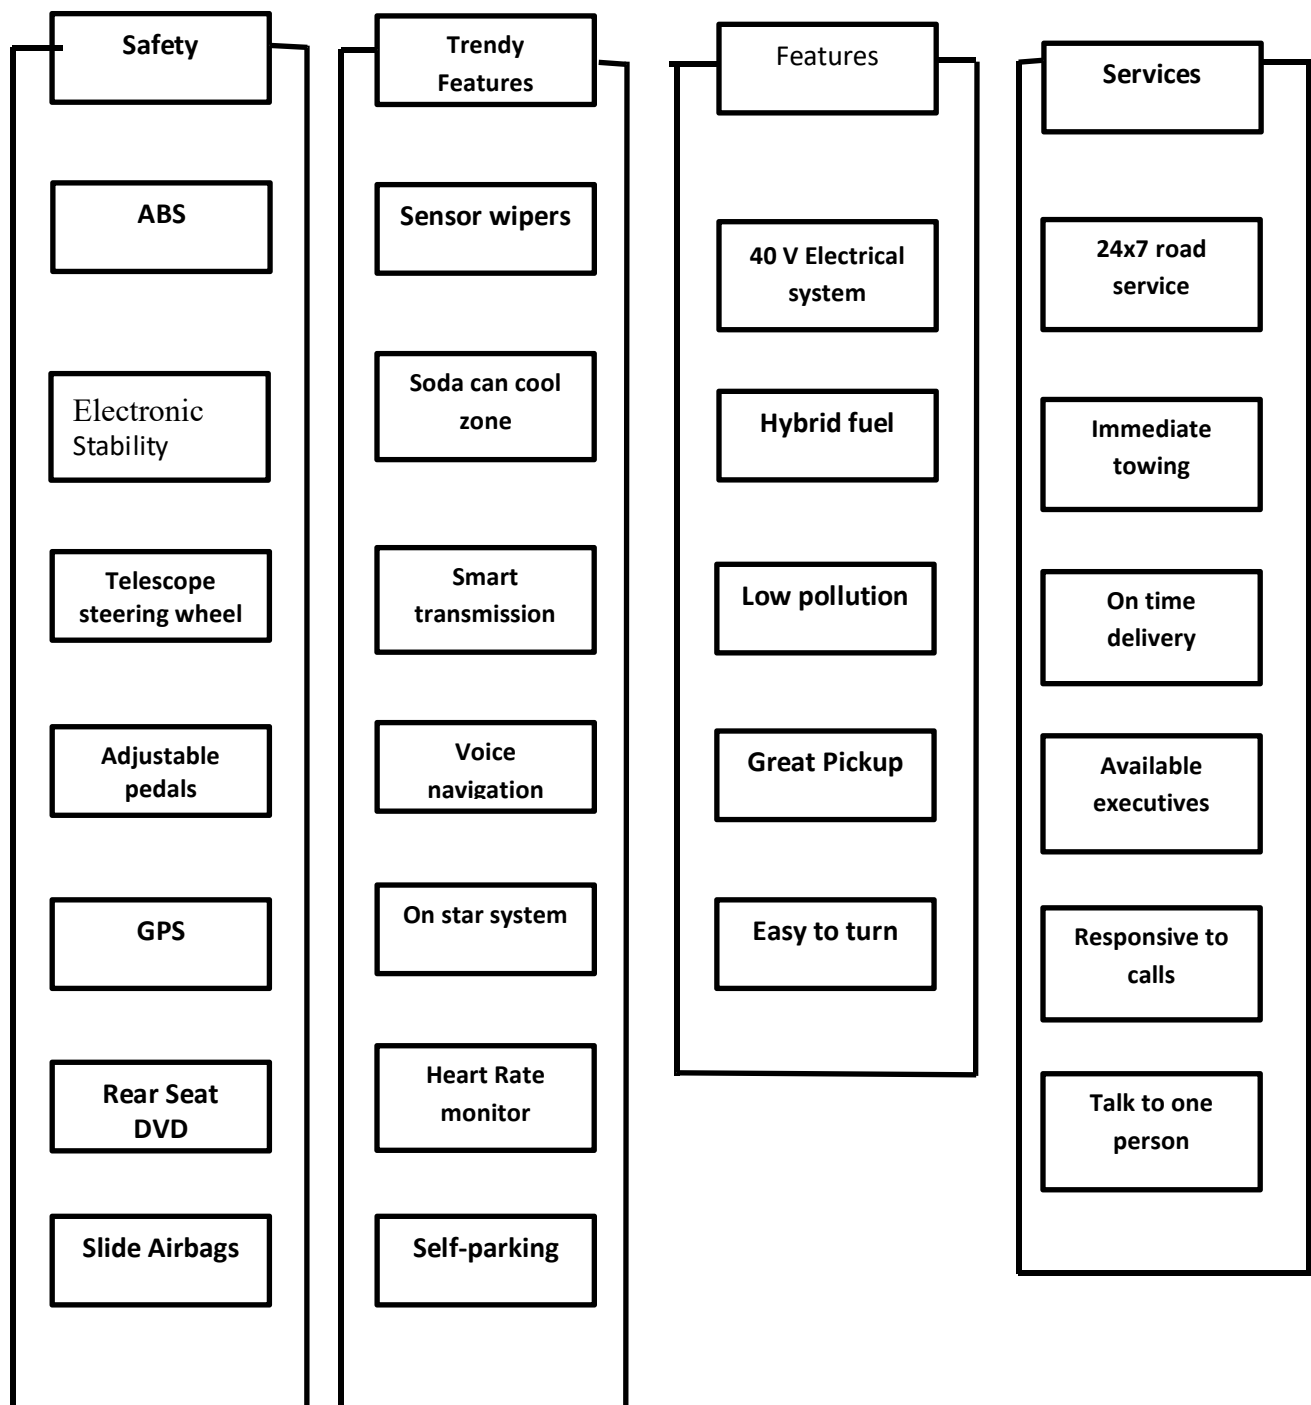 Safety
ABS
Electronic
Stability
Telescope
steering wheel
Adjustable
pedals
GPS
Rear Seat
DVD
Slide Airbags
Trendy
Features
Sensor wipers
Soda can cool
zone
Smart
transmission
Voice
navigation
On star system
Heart Rate
monitor
Self-parking
Features
40 V Electrical
system
Hybrid fuel
Low pollution
Great Pickup
Easy to turn
Services
24x7 road
service
Immediate
towing
On time
delivery
Available
executives
Responsive to
calls
Talk to one
person